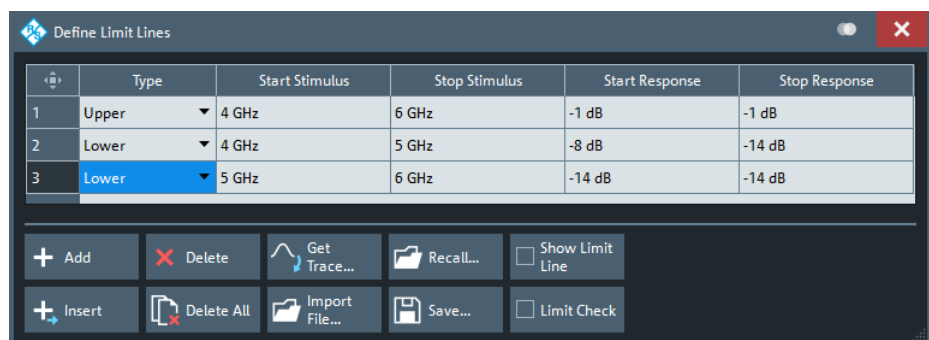 Define Limit Lines
Type Start Stimulus Stop Stimulus Start Response Stop Response
1 Upper 4 GHz 6 GHz -1 dB -1 dB
2 Lower 4 GHz 5 GHz -8 dB -14 dB
3 Lower 5 GHz 6 GHz -14 dB -14 dB
Add Delete Get Trace... Recall... Show Limit Line
Insert Delete All Import File... Save... Limit Check